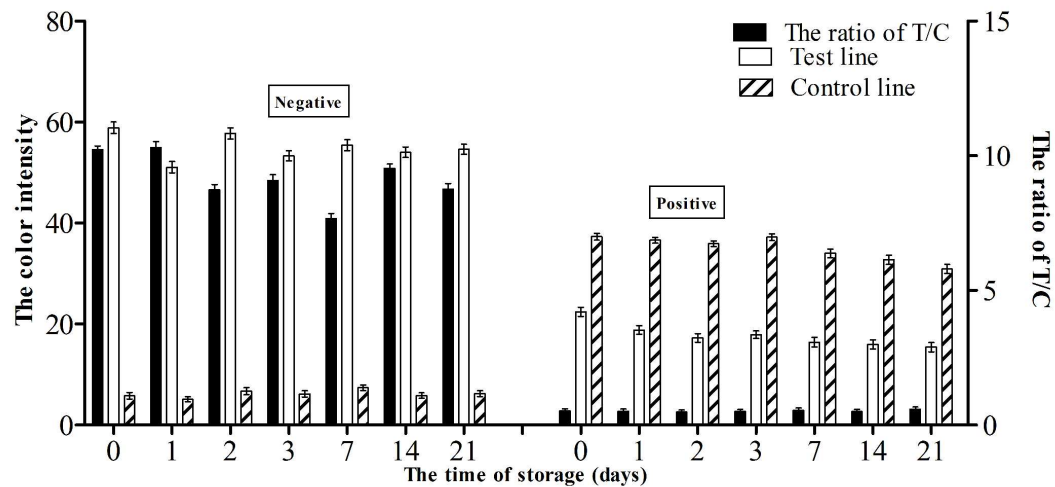 80
60
40
20
0
The color intensity
15
10
5
0
The ratio of T/C
The ratio of T/C
Test line
Control line
Negative
Positive
0 1 2 3 7 14 21 0 1 2 3 7 14 21
The time of storage (days)